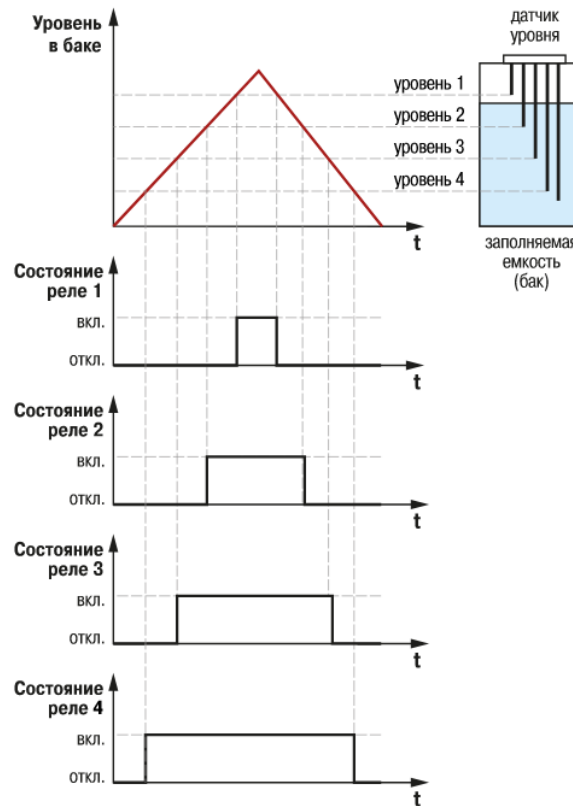 Уровень
в баке
датчик
уровня
уровень 1
уровень 2
уровень 3
уровень 4
t
заполняемая
емкость
(бак)
Состояние
реле 1
вкл.
откл.
t
Состояние
реле 2
вкл.
откл.
t
Состояние
реле 3
вкл.
откл.
t
Состояние
реле 4
вкл.
откл.
t